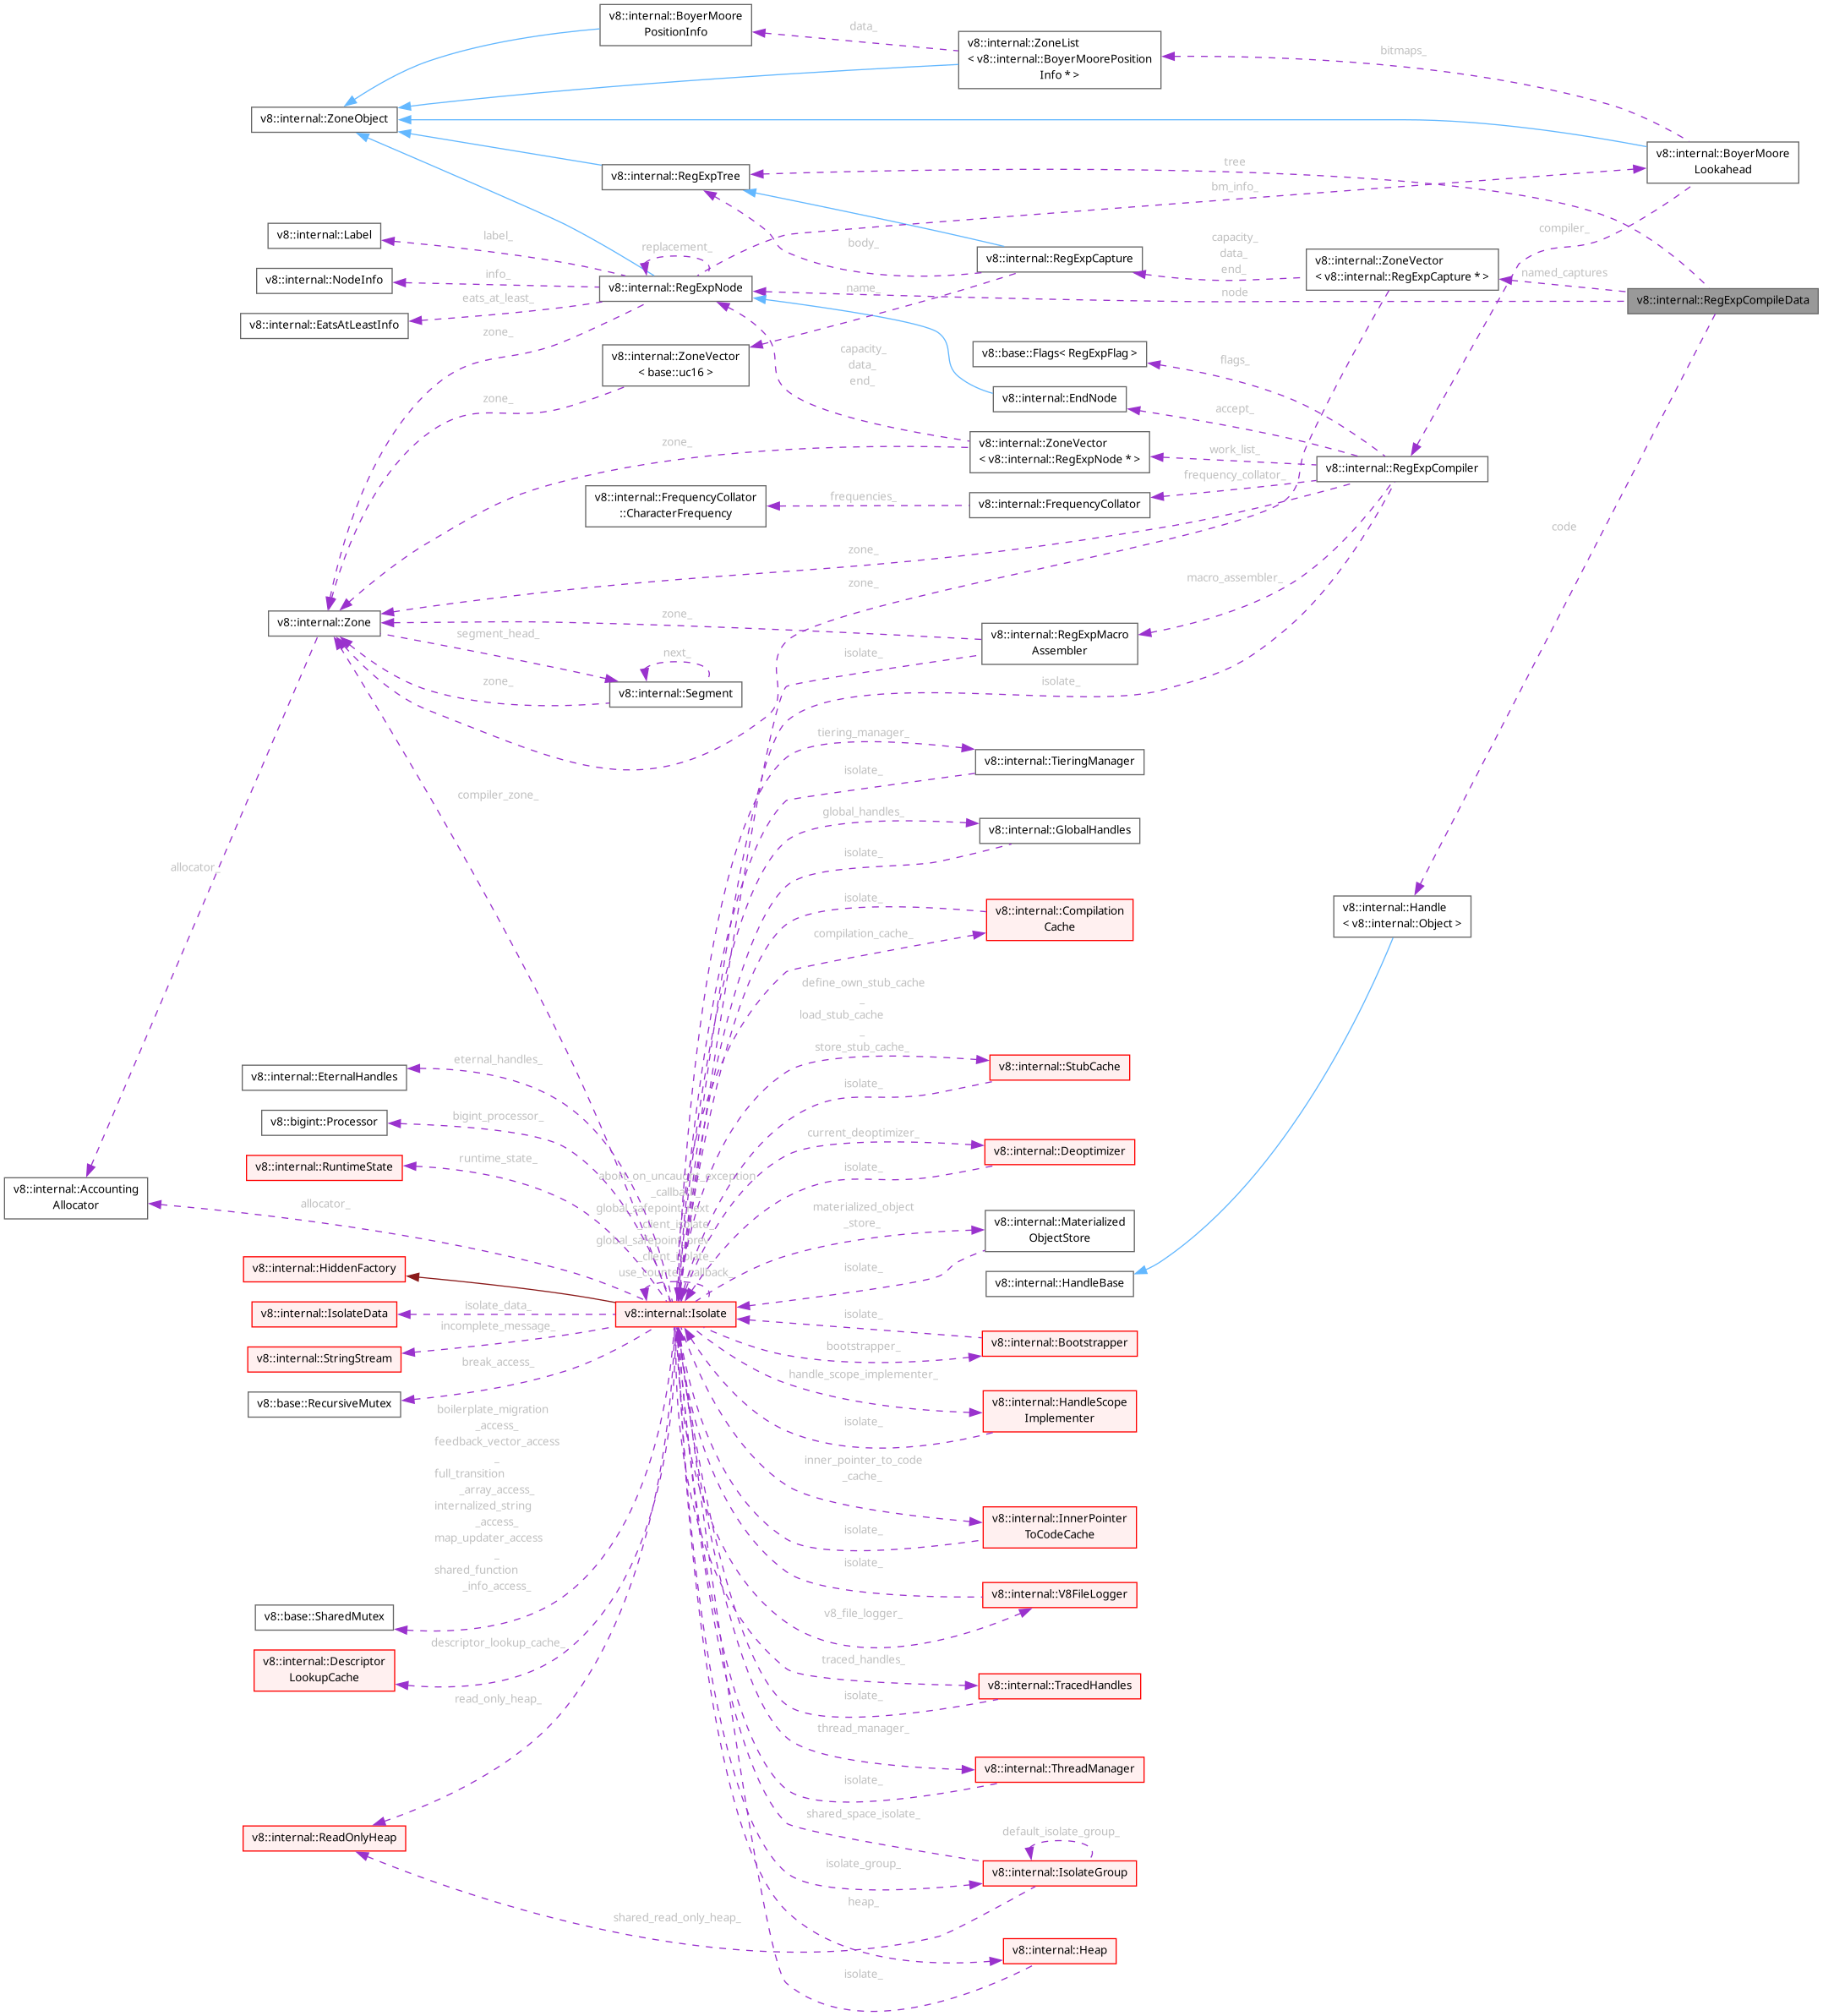 v8::internal::BoyerMoore
PositionInfo
data_
v8::internal::ZoneList
< v8::internal::BoyerMoorePosition
Info * >
bitmaps_
v8::internal::ZoneObject
v8::internal::BoyerMoore
Lookahead
v8::internal::RegExpTree
tree
bm_info_
v8::internal::Label
label_
replacement_
body_
v8::internal::RegExpCapture
capacity_
data_
end_
v8::internal::ZoneVector
< v8::internal::RegExpCapture * >
compiler_
named_captures
v8::internal::NodeInfo
info_
v8::internal::RegExpNode
name_
node
v8::internal::RegExpCompileData
v8::internal::EatsAtLeastInfo
eats_at_least_
zone_
v8::internal::ZoneVector
< base::uc16 >
capacity_
data_
end_
v8::base::Flags< RegExpFlag >
flags_
zone_
v8::internal::EndNode
accept_
zone_
v8::internal::ZoneVector
< v8::internal::RegExpNode * >
work_list_
v8::internal::RegExpCompiler
frequency_collator_
v8::internal::FrequencyCollator
::CharacterFrequency
frequencies_
v8::internal::FrequencyCollator
code
zone_
zone_
macro_assembler_
v8::internal::Zone
segment_head_
zone_
v8::internal::RegExpMacro
Assembler
next_
isolate_
zone_
v8::internal::Segment
isolate_
tiering_manager_
v8::internal::TieringManager
isolate_
compiler_zone_
global_handles_
v8::internal::GlobalHandles
isolate_
allocator_
isolate_
v8::internal::Compilation
Cache
compilation_cache_
v8::internal::Handle
< v8::internal::Object >
define_own_stub_cache
_
load_stub_cache
_
store_stub_cache_
v8::internal::StubCache
isolate_
v8::internal::EternalHandles
eternal_handles_
v8::bigint::Processor
bigint_processor_
current_deoptimizer_
v8::internal::Deoptimizer
isolate_
v8::internal::RuntimeState
runtime_state_
v8::internal::Accounting
Allocator
allocator_
abort_on_uncaught_exception
_callback_
global_safepoint_next
_client_isolate_
global_safepoint_prev
_client_isolate_
use_counter_callback_
materialized_object
_store_
v8::internal::Materialized
ObjectStore
isolate_
v8::internal::HiddenFactory
v8::internal::HandleBase
v8::internal::IsolateData
isolate_data_
v8::internal::Isolate
isolate_
v8::internal::Bootstrapper
bootstrapper_
v8::internal::StringStream
incomplete_message_
v8::base::RecursiveMutex
break_access_
handle_scope_implementer_
v8::internal::HandleScope
Implementer
isolate_
boilerplate_migration
_access_
feedback_vector_access
_
full_transition
_array_access_
internalized_string
_access_
map_updater_access
_
shared_function
_info_access_
inner_pointer_to_code
_cache_
v8::internal::InnerPointer
ToCodeCache
isolate_
isolate_
v8::internal::V8FileLogger
v8_file_logger_
v8::base::SharedMutex
v8::internal::Descriptor
LookupCache
descriptor_lookup_cache_
traced_handles_
v8::internal::TracedHandles
isolate_
read_only_heap_
thread_manager_
v8::internal::ThreadManager
isolate_
v8::internal::ReadOnlyHeap
shared_space_isolate_
default_isolate_group_
isolate_group_
v8::internal::IsolateGroup
heap_
shared_read_only_heap_
v8::internal::Heap
isolate_